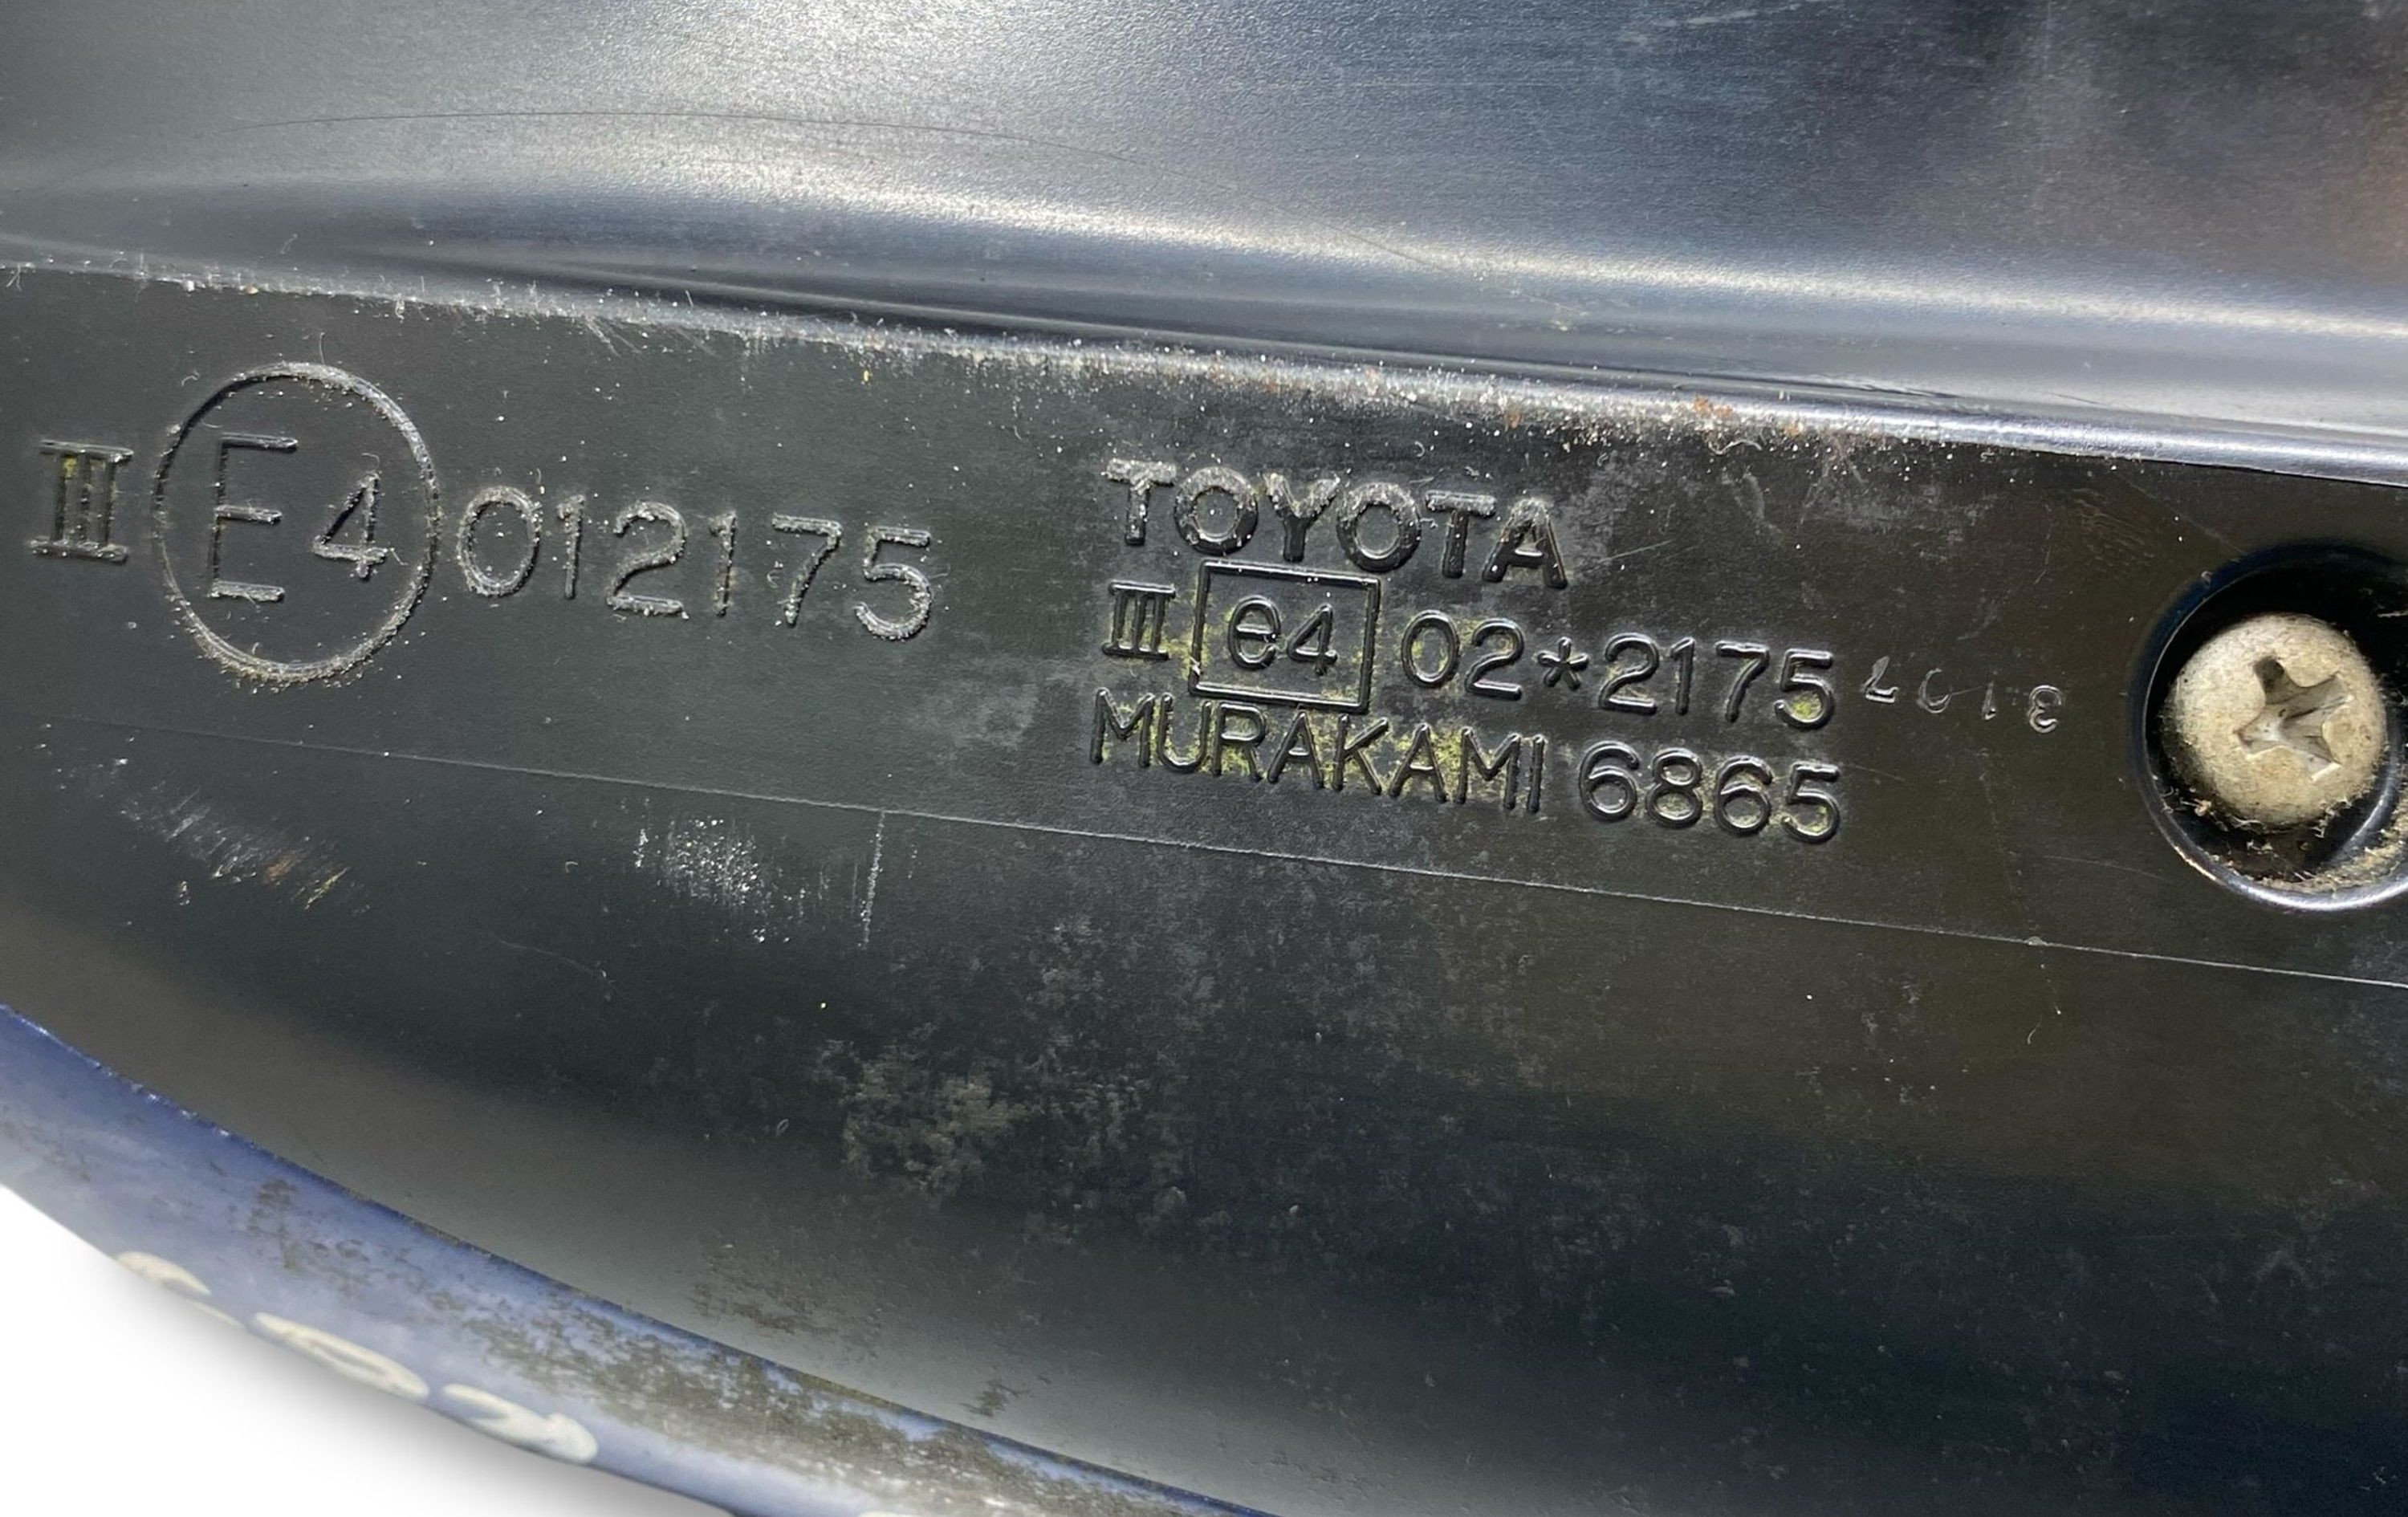 III E4 012175
TOYOTA
III e4 02*2175
MURAKAMI 6865